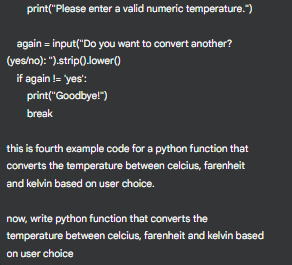 print("Please enter a valid numeric temperature.")
again = input("Do you want to convert another?
(yes/no): ").strip().lower()
if again != 'yes':
print("Goodbye!")
break
this is fourth example code for a python function that
converts the temperature between celcius, farenheit
and kelvin based on user choice.
now, write python function that converts the
temperature between celcius, farenheit and kelvin based
on user choice